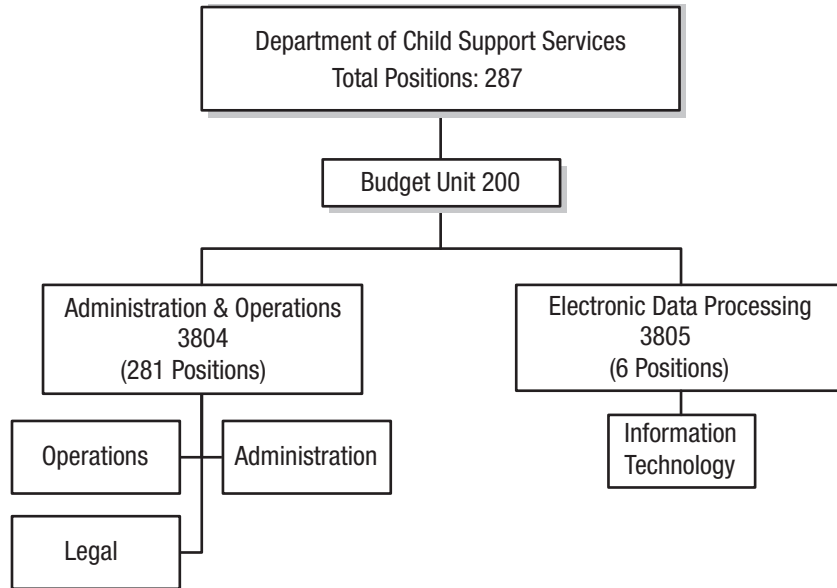 Department of Child Support Services
Total Positions: 287
Budget Unit 200
Administration & Operations
3804
(281 Positions)
Electronic Data Processing
3805
(6 Positions)
Operations
Administration
Information
Technology
Legal